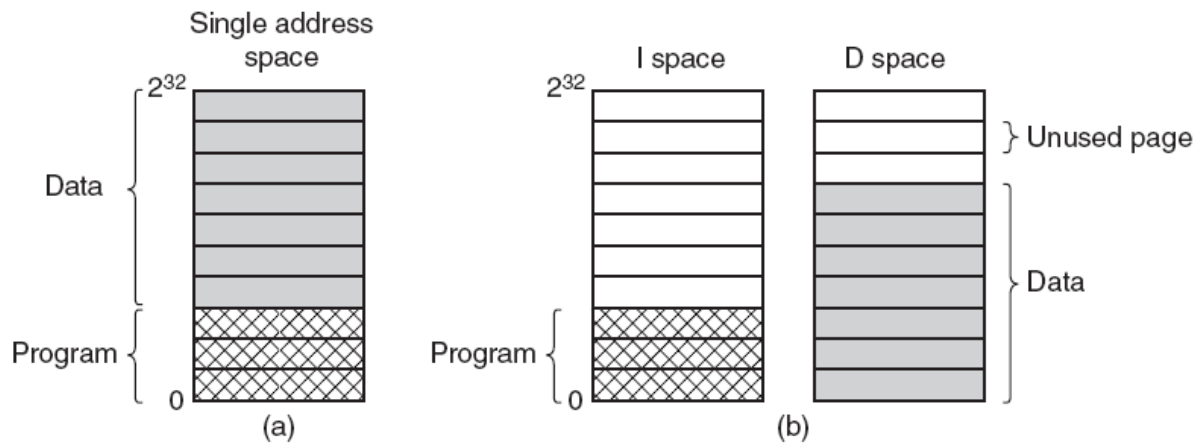 Single address
space
2³²
Data
Program
0
(a)
I space
D space
2³²
Unused page
Data
Program
0
(b)